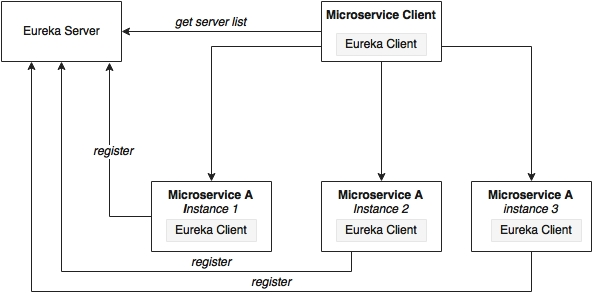 Eureka Server
get server list
Microservice Client
Eureka Client
register
Microservice A
Instance 1
Eureka Client
Microservice A
Instance 2
Eureka Client
Microservice A
instance 3
Eureka Client
register
register